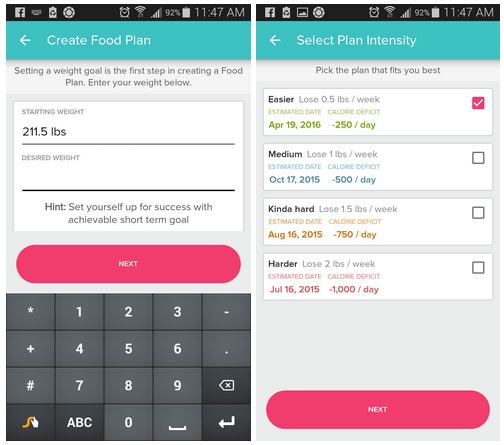 92% 11:47 AM
Create Food Plan
Setting a weight goal is the first step in creating a Food
Plan. Enter your weight below.
STARTING WEIGHT
211.5 lbs
DESIRED WEIGHT
Hint: Set yourself up for success with
achievable short term goal
NEXT
* 1 2 3 -
+ 4 5 6 .
# 7 8 9
ABC 0
92% 11:47 AM
Select Plan Intensity
Pick the plan that fits you best
Easier Lose 0.5 lbs / week
ESTIMATED DATE CALORIE DEFICIT
Apr 19, 2016 -250 / day
Medium Lose 1 lbs / week
ESTIMATED DATE CALORIE DEFICIT
Oct 17, 2015 -500 / day
Kinda hard Lose 1.5 lbs / week
ESTIMATED DATE CALORIE DEFICIT
Aug 16, 2015 -750 / day
Harder Lose 2 lbs / week
ESTIMATED DATE CALORIE DEFICIT
Jul 16, 2015 -1,000 / day
NEXT